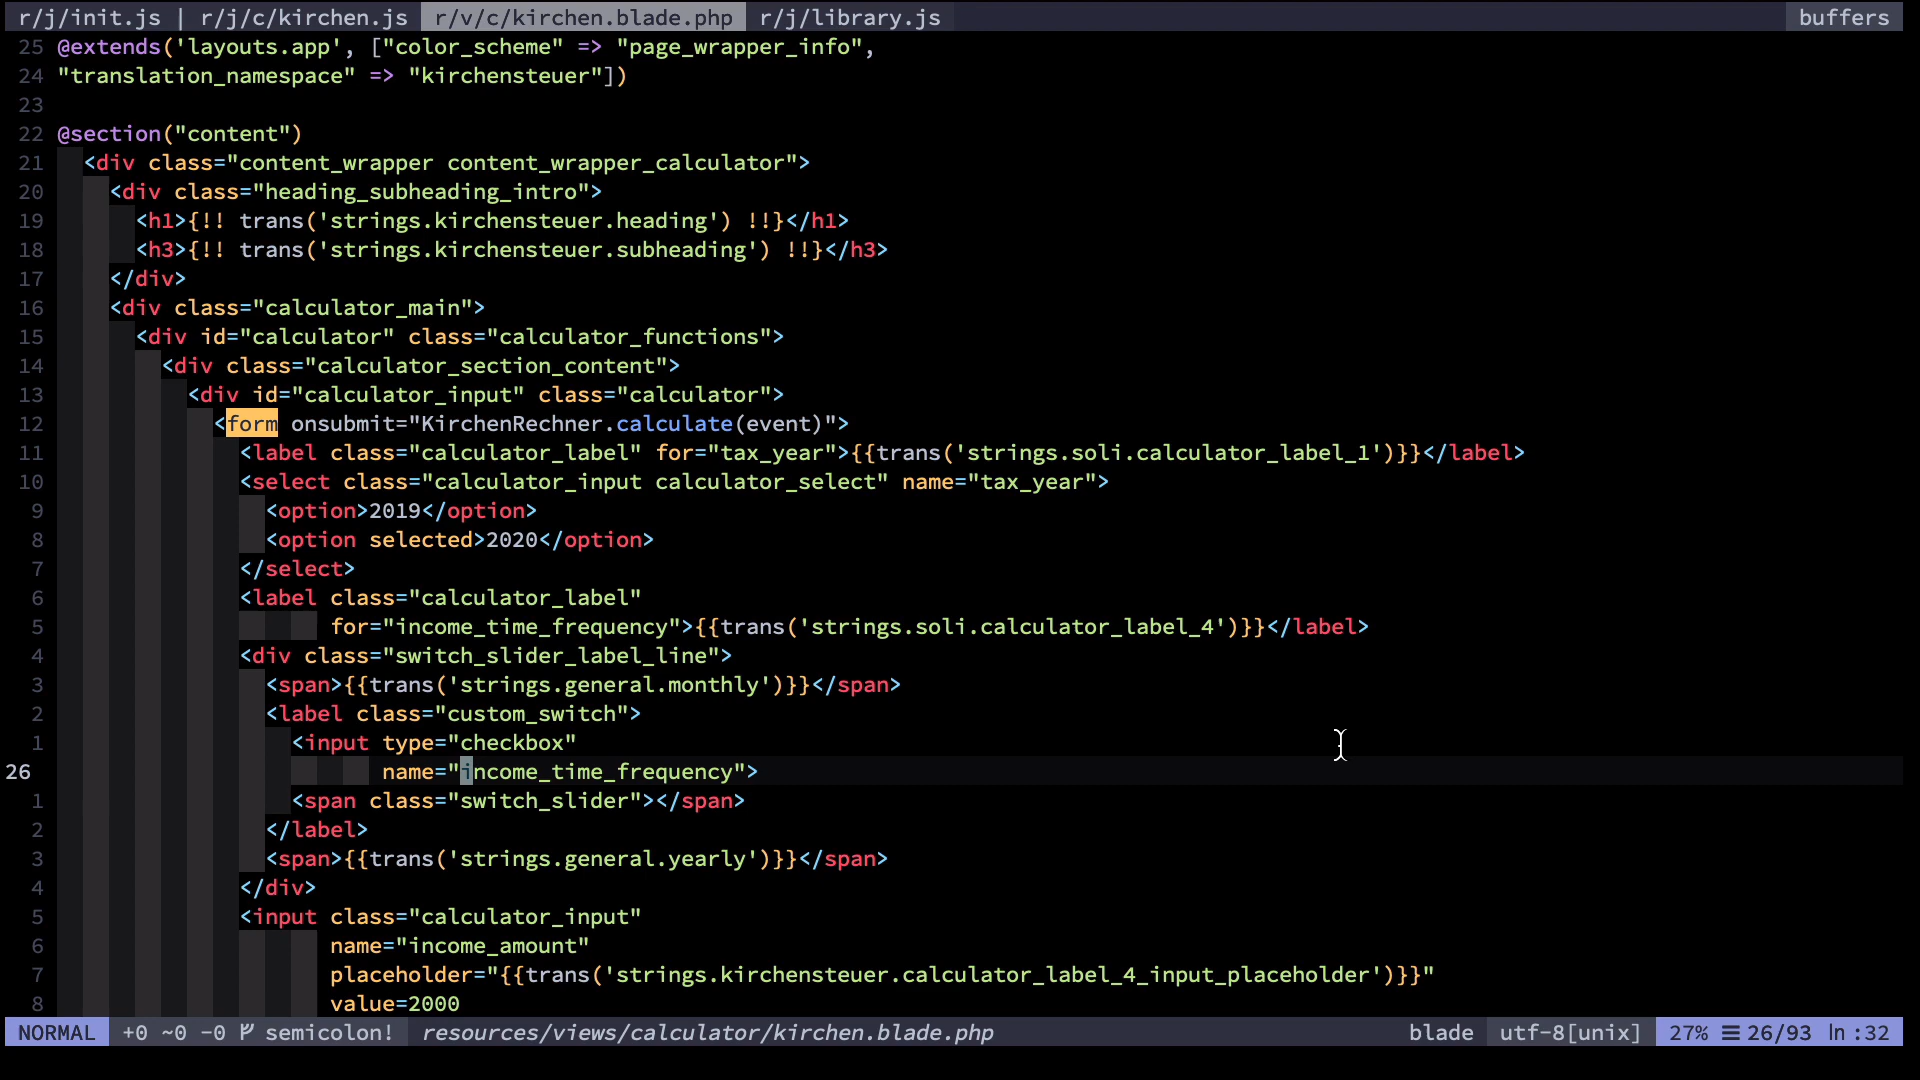 r/j/init.js | r/j/c/kirchen.js r/v/c/kirchen.blade.php r/j/library.js buffers
25 @extends('layouts.app', ["color_scheme" => "page_wrapper_info",
24 "translation_namespace" => "kirchensteuer"])
23
22 @section("content")
21 <div class="content_wrapper content_wrapper_calculator">
20 <div class="heading_subheading_intro">
19 <h1>{!! trans('strings.kirchensteuer.heading') !!}</h1>
18 <h3>{!! trans('strings.kirchensteuer.subheading') !!}</h3>
17 </div>
16 <div class="calculator_main">
15 <div id="calculator" class="calculator_functions">
14 <div class="calculator_section_content">
13 <div id="calculator_input" class="calculator">
12 <form onsubmit="KirchenRechner.calculate(event)">
11 <label class="calculator_label" for="tax_year">{{trans('strings.soli.calculator_label_1')}}</label>
10 <select class="calculator_input calculator_select" name="tax_year">
9 <option>2019</option>
8 <option selected>2020</option>
7 </select>
6 <label class="calculator_label"
5 for="income_time_frequency">{{trans('strings.soli.calculator_label_4')}}</label>
4 <div class="switch_slider_label_line">
3 <span>{{trans('strings.general.monthly')}}</span>
2 <label class="custom_switch">
1 <input type="checkbox"
26 name="income_time_frequency">
1 <span class="switch_slider"></span>
2 </label>
3 <span>{{trans('strings.general.yearly')}}</span>
4 </div>
5 <input class="calculator_input"
6 name="income_amount"
7 placeholder="{{trans('strings.kirchensteuer.calculator_label_4_input_placeholder')}}"
8 value=2000
NORMAL +0 ~0 -0 semicolon! resources/views/calculator/kirchen.blade.php blade utf-8[unix] 27% ☰ 26/93 ln :32